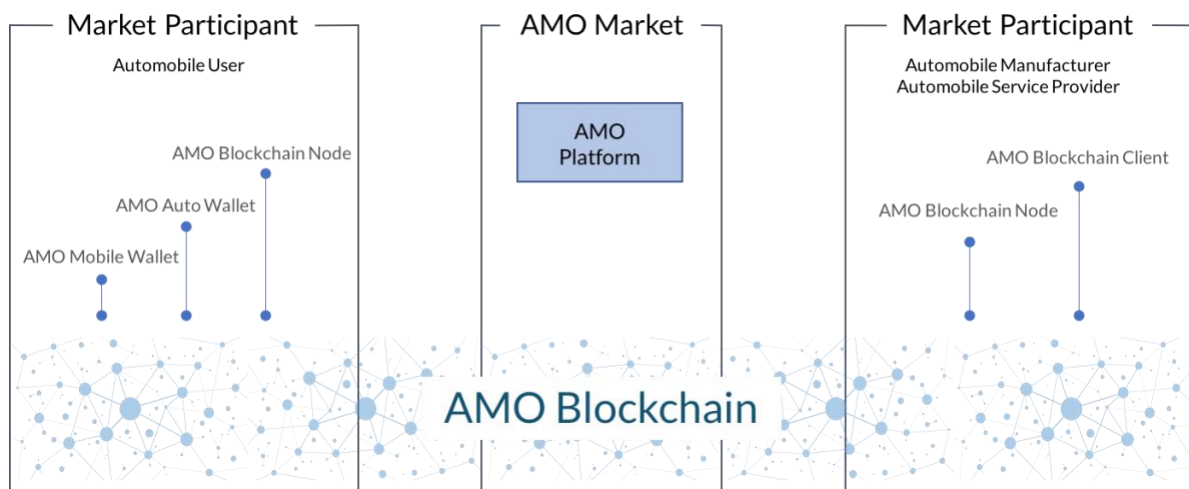 Market Participant
Automobile User
AMO Blockchain Node
AMO Auto Wallet
AMO Mobile Wallet
AMO Market
AMO
Platform
Market Participant
Automobile Manufacturer
Automobile Service Provider
AMO Blockchain Client
AMO Blockchain Node
AMO Blockchain